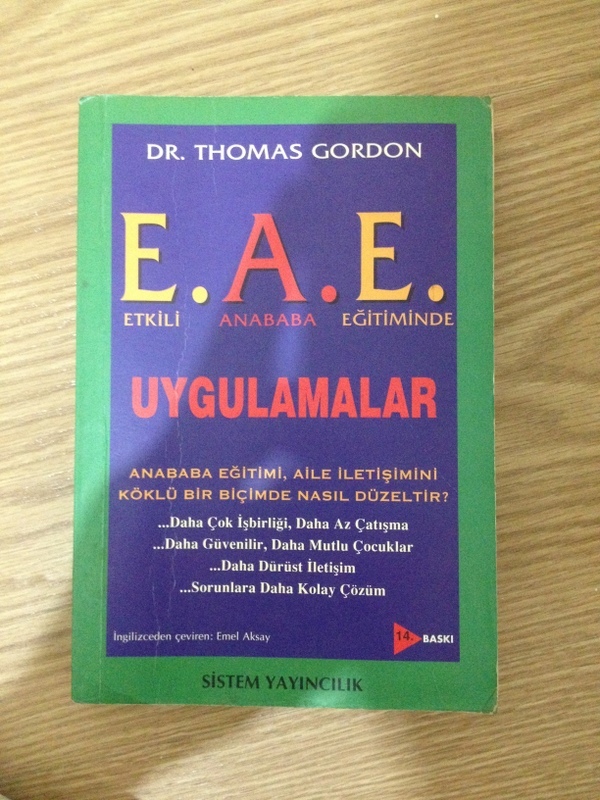 DR. THOMAS GORDON
E.A.E.
ETKİLİ ANABABA EĞİTİMİNDE
UYGULAMALAR
ANABABA EĞİTİMİ, AİLE İLETİŞİMİNİ
KÖKLÜ BİR BİÇİMDE NASIL DÜZELTİR?
...Daha Çok İşbirliği, Daha Az Çatışma
...Daha Güvenilir, Daha Mutlu Çocuklar
...Daha Dürüst İletişim
...Sorunlara Daha Kolay Çözüm
İngilizceden çeviren: Emel Aksay
14. BASKI
SİSTEM YAYINCILIK